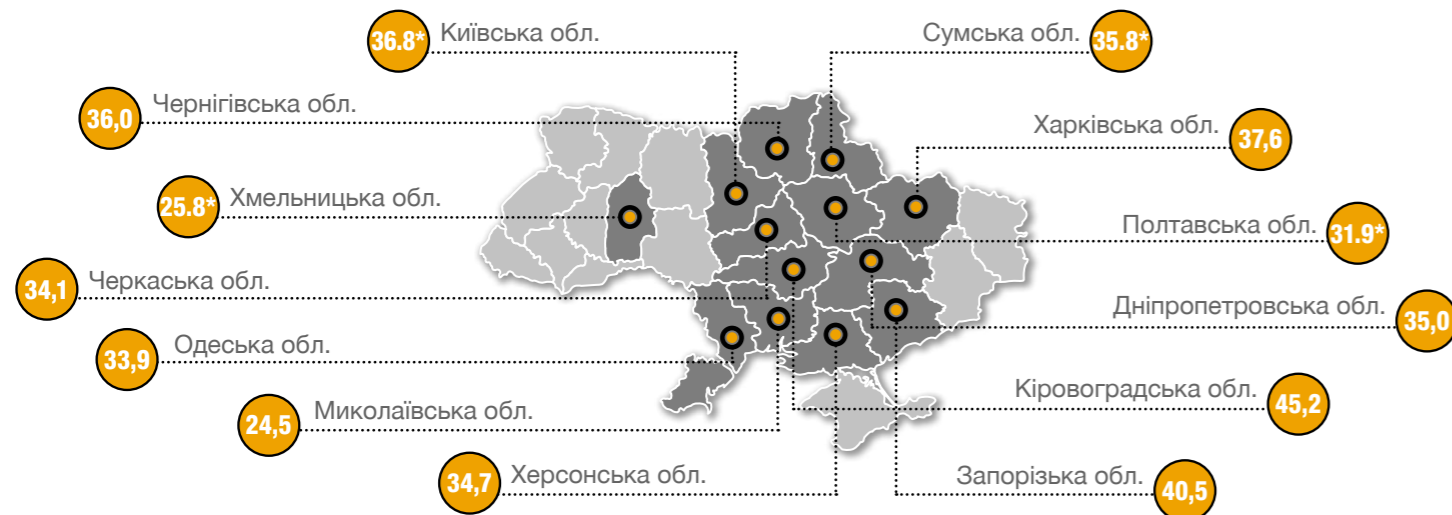 36.8*
Київська обл.
Сумська обл.
35.8*
36,0
Чернігівська обл.
Харківська обл.
37,6
25.8*
Хмельницька обл.
Полтавська обл.
31.9*
34,1
Черкаська обл.
Дніпропетровська обл.
35,0
33,9
Одеська обл.
Кіровоградська обл.
45,2
24,5
Миколаївська обл.
34,7
Херсонська обл.
Запорізька обл.
40,5